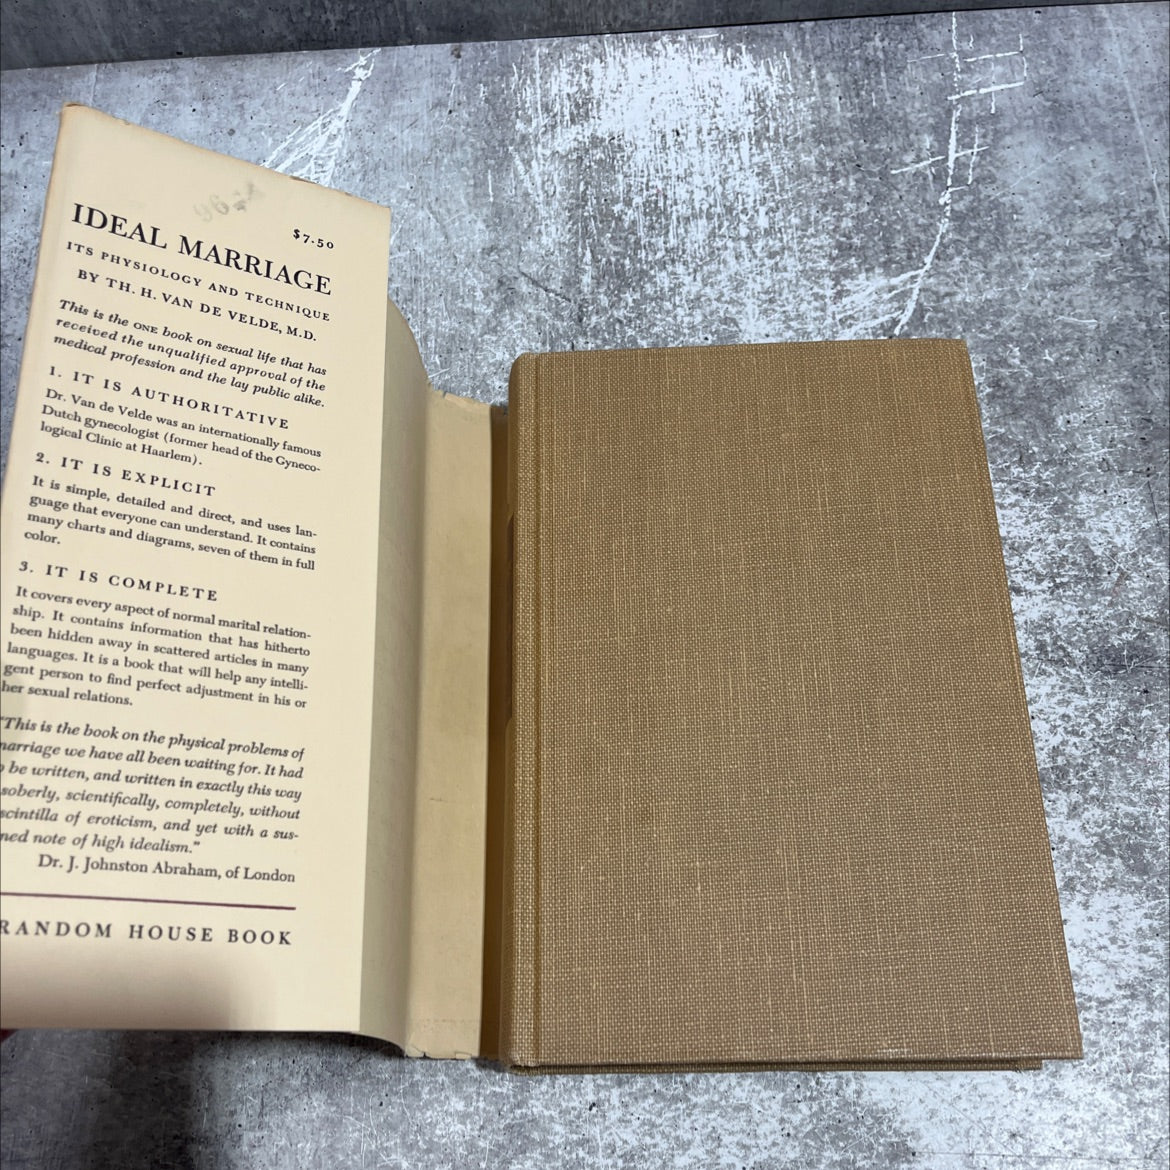 $7.50
IDEAL MARRIAGE
ITS PHYSIOLOGY AND TECHNIQUE
BY TH. H. VAN DE VELDE, M.D.
This is the ONE book on sexual life that has
received the unqualified approval of the
medical profession and the lay public alike.
1. IT IS AUTHORITATIVE
Dr. Van de Velde was an internationally famous
Dutch gynecologist (former head of the Gyneco-
logical Clinic at Haarlem).
2. IT IS EXPLICIT
It is simple, detailed and direct, and uses lan-
guage that everyone can understand. It contains
many charts and diagrams, seven of them in full
color.
3. IT IS COMPLETE
It covers every aspect of normal marital relation-
ship. It contains information that has hitherto
been hidden away in scattered articles in many
languages. It is a book that will help any intelli-
gent person to find perfect adjustment in his or
her sexual relations.
"This is the book on the physical problems of
marriage we have all been waiting for. It had
be written, and written in exactly this way
soberly, scientifically, completely, without
scintilla of eroticism, and yet with a sus-
ned note of high idealism."
Dr. J. Johnston Abraham, of London
RANDOM HOUSE BOOK